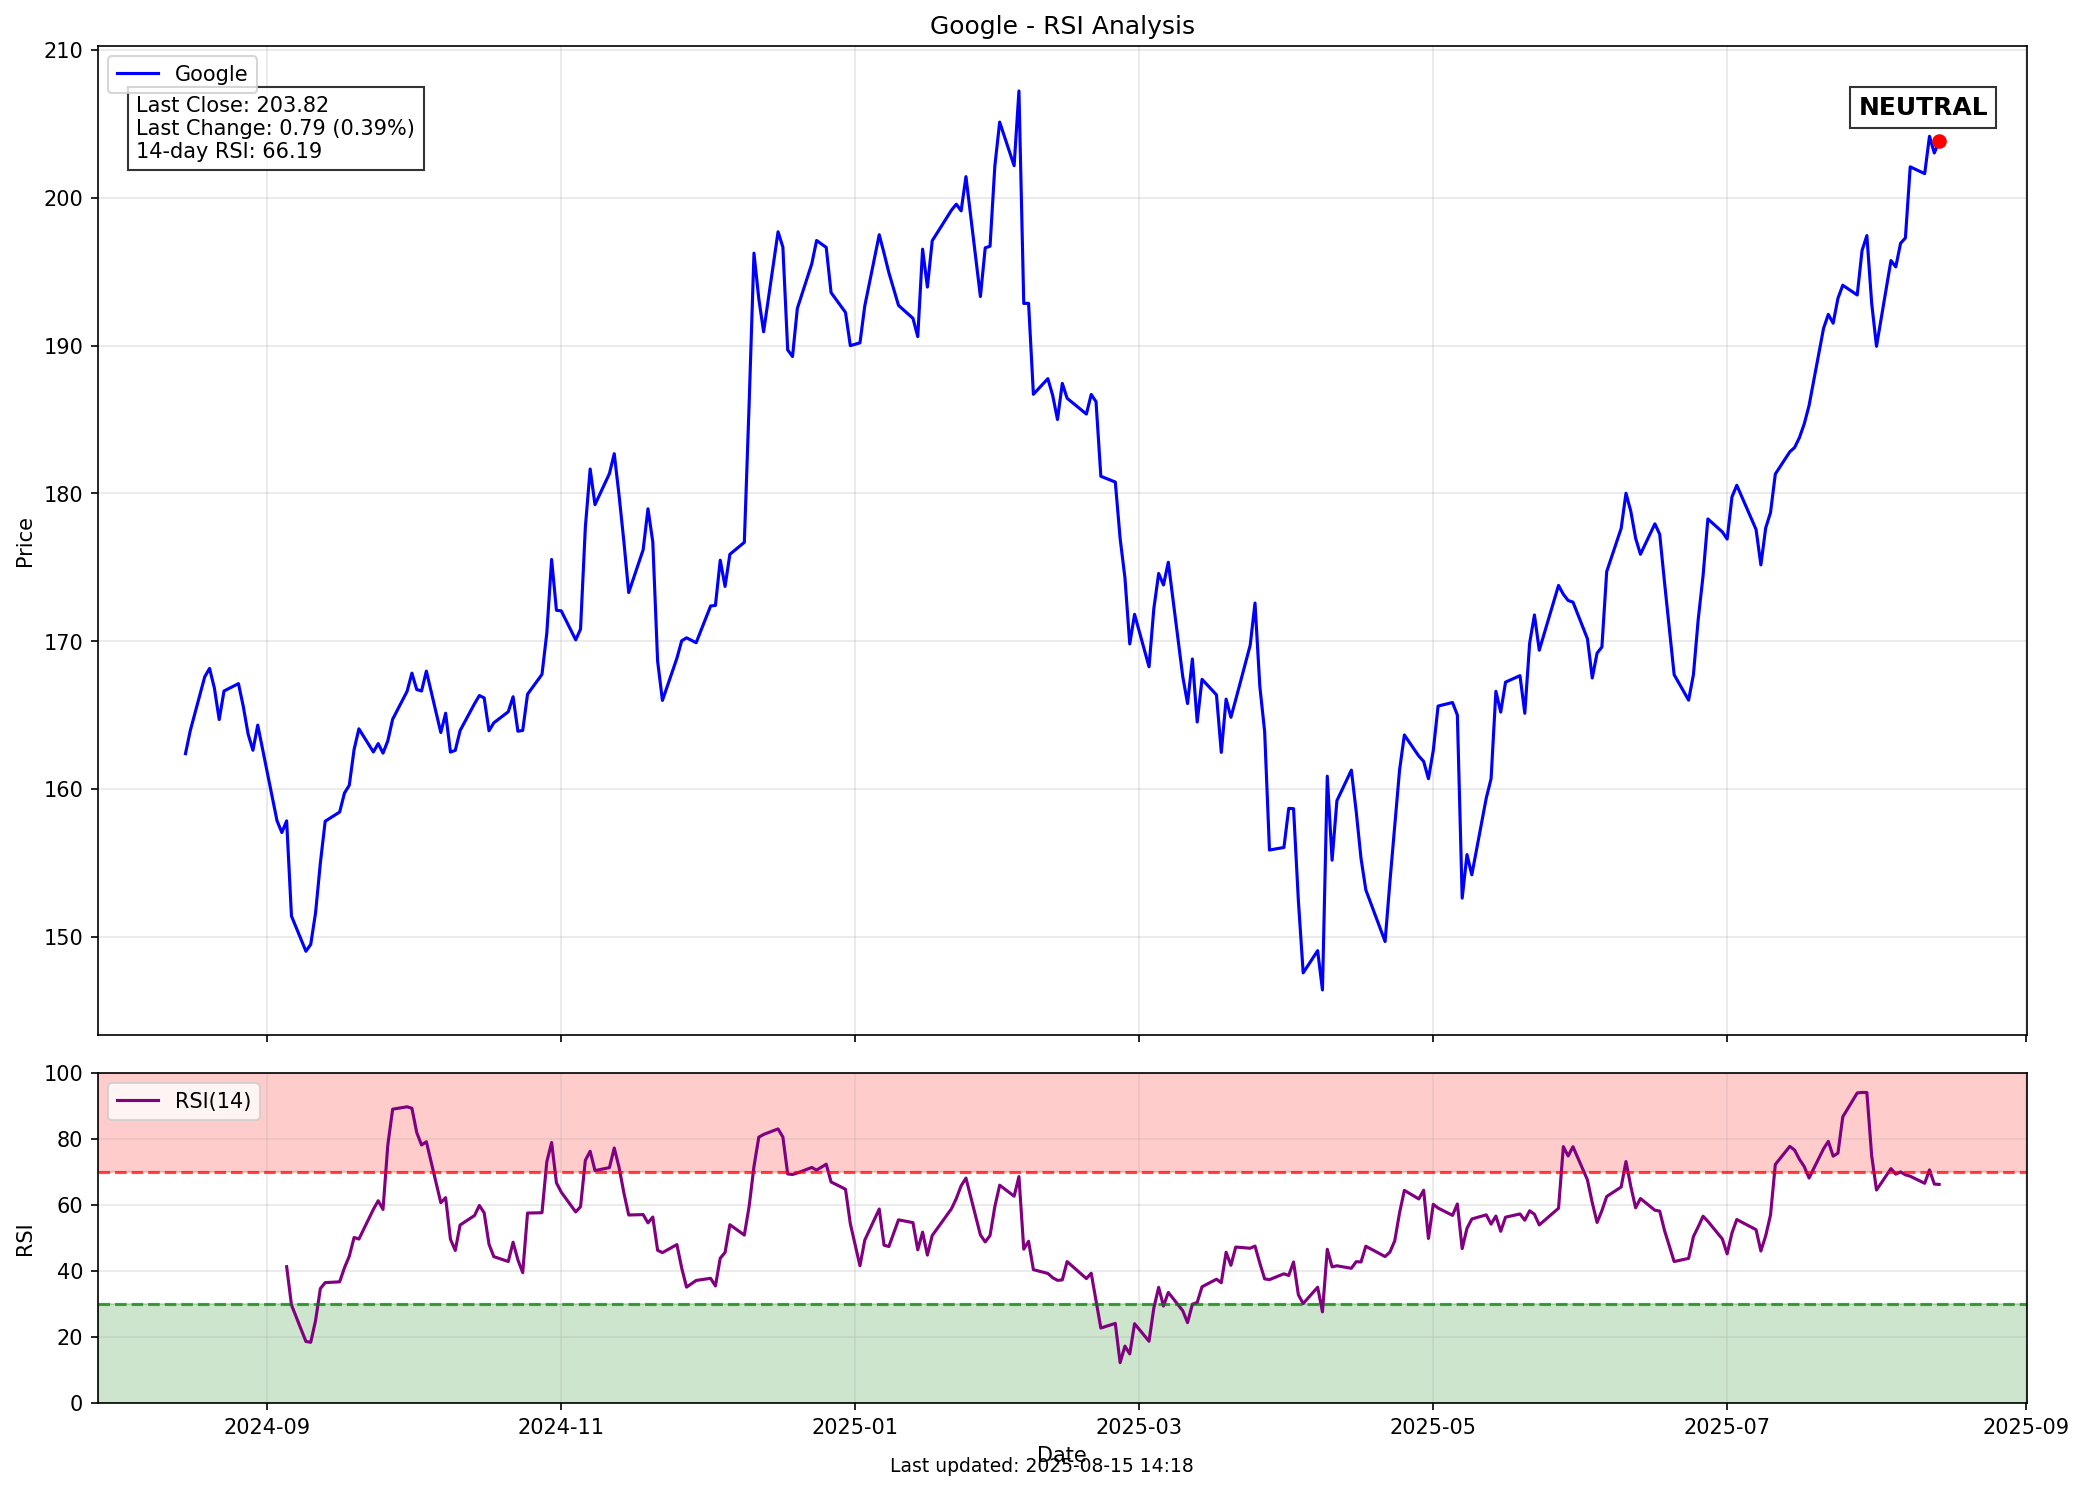 Google - RSI Analysis
Google
Last Close: 203.82
Last Change: 0.79 (0.39%)
14-day RSI: 66.19
NEUTRAL
210
200
190
180
170
160
150
Price
RSI(14)
100
80
60
40
20
0
RSI
2024-09
2024-11
2025-01
2025-03
2025-05
2025-07
2025-09
Date
Last updated: 2025-08-15 14:18